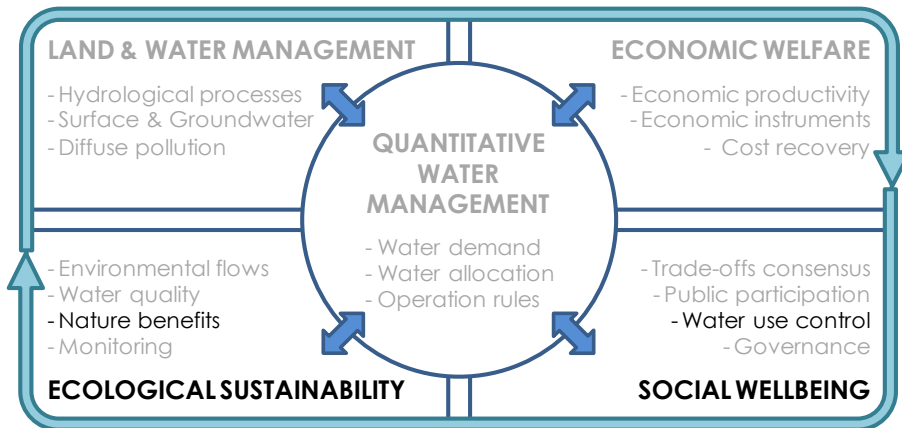 LAND & WATER MANAGEMENT
- Hydrological processes
- Surface & Groundwater
- Diffuse pollution
ECONOMIC WELFARE
- Economic productivity
- Economic instruments
- Cost recovery
QUANTITATIVE
WATER
MANAGEMENT
- Water demand
- Water allocation
- Operation rules
- Environmental flows
- Water quality
- Nature benefits
- Monitoring
ECOLOGICAL SUSTAINABILITY
- Trade-offs consensus
- Public participation
- Water use control
- Governance
SOCIAL WELLBEING